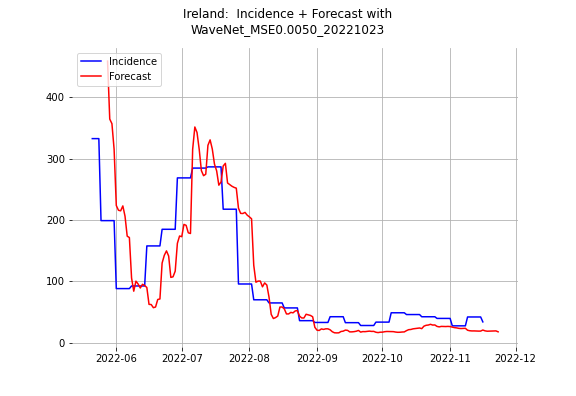 Ireland:  Incidence + Forecast with
WaveNet_MSE0.0050_20221023
Incidence
Forecast
400
300
200
100
0
2022-06 2022-07 2022-08 2022-09 2022-10 2022-11 2022-12